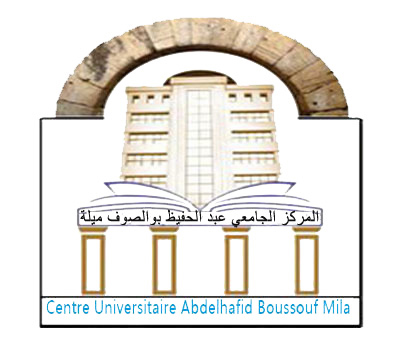 المركز الجامعي عبد الحفيظ بوالصوف ميلة
Centre Universitaire Abdelhafid Boussouf Mila